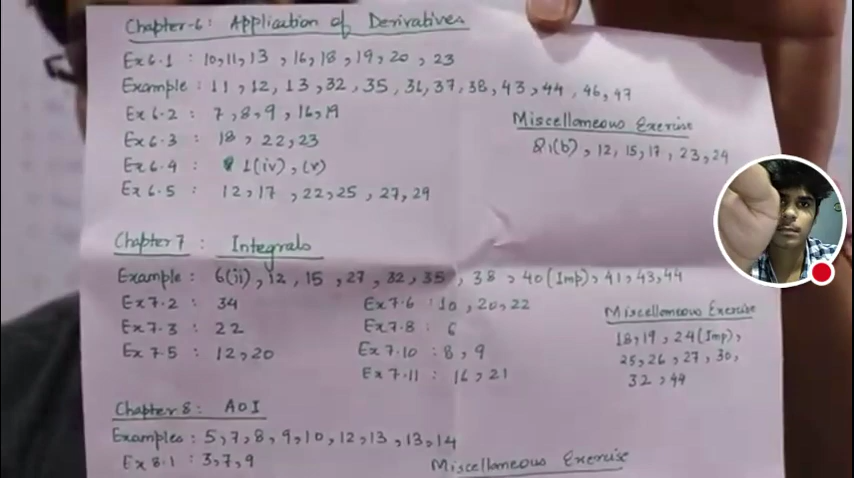 Chapter-6: Application of Derivatives
Ex 6.1 : 10, 11, 13, 16, 18, 19, 20, 23
Example : 11, 12, 13, 32, 35, 36, 37, 38, 43, 44, 46, 47
Ex 6.2 : 7, 8, 9, 16, 19
Ex 6.3 : 18, 22, 23
Ex 6.4 : 1(iv), (v)
Ex 6.5 : 12, 17, 22, 25, 27, 29
Miscellaneous Exercise
Q1(b), 12, 15, 17, 23, 24
Chapter 7 : Integrals
Example : 6(ii), 12, 15, 27, 32, 35, 38, 40 (Imp), 41, 43, 44
Ex 7.2 : 34
Ex 7.3 : 22
Ex 7.5 : 12, 20
Ex 7.6 : 10, 20, 22
Ex 7.8 : 6
Ex 7.10 : 8, 9
Ex 7.11 : 16, 21
Miscellaneous Exercise
18, 19, 24 (Imp),
25, 26, 27, 30,
32, 44
Chapter 8 : AOI
Examples : 5, 7, 8, 9, 10, 12, 13, 13, 14
Ex 8.1 : 3, 7, 9
Miscellaneous Exercise